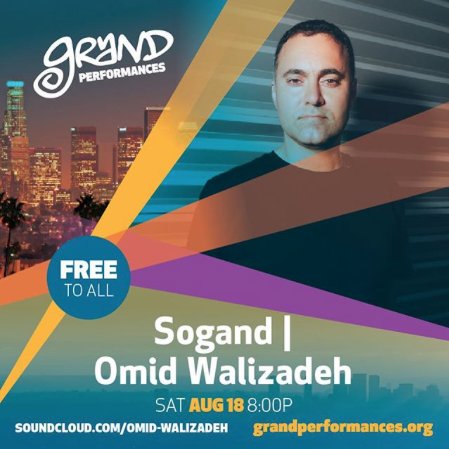 GRAND
PERFORMANCES
FREE
TO ALL
Sogand |
Omid Walizadeh
SAT AUG 18 8:00P
SOUNDCLOUD.COM/OMID-WALIZADEH grandperformances.org